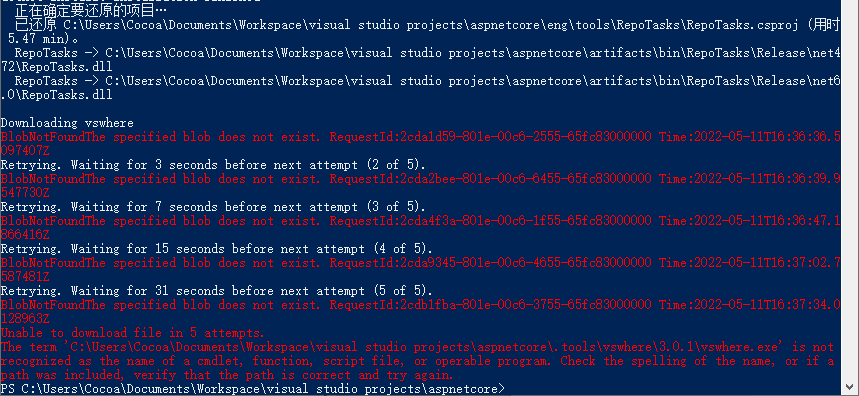 正在确定要还原的项目…
已还原 C:\Users\Cocoa\Documents\Workspace\visual studio projects\aspnetcore\eng\tools\RepoTasks\RepoTasks.csproj (用时
5.47 min)。
RepoTasks -> C:\Users\Cocoa\Documents\Workspace\visual studio projects\aspnetcore\artifacts\bin\RepoTasks\Release\net4
72\RepoTasks.dll
RepoTasks -> C:\Users\Cocoa\Documents\Workspace\visual studio projects\aspnetcore\artifacts\bin\RepoTasks\Release\net6
.0\RepoTasks.dll
Downloading vswhere
BlobNotFoundThe specified blob does not exist. RequestId:2cda1d59-801e-00c6-2555-65fc83000000 Time:2022-05-11T16:36:36.5
097407Z
Retrying. Waiting for 3 seconds before next attempt (2 of 5).
BlobNotFoundThe specified blob does not exist. RequestId:2cda2bee-801e-00c6-6455-65fc83000000 Time:2022-05-11T16:36:39.9
547730Z
Retrying. Waiting for 7 seconds before next attempt (3 of 5).
BlobNotFoundThe specified blob does not exist. RequestId:2cda4f3a-801e-00c6-1f55-65fc83000000 Time:2022-05-11T16:36:47.1
866416Z
Retrying. Waiting for 15 seconds before next attempt (4 of 5).
BlobNotFoundThe specified blob does not exist. RequestId:2cda9345-801e-00c6-4655-65fc83000000 Time:2022-05-11T16:37:02.7
587481Z
Retrying. Waiting for 31 seconds before next attempt (5 of 5).
BlobNotFoundThe specified blob does not exist. RequestId:2cdb1fba-801e-00c6-3755-65fc83000000 Time:2022-05-11T16:37:34.0
128963Z
Unable to download file in 5 attempts.
The term 'C:\Users\Cocoa\Documents\Workspace\visual studio projects\aspnetcore\.tools\vswhere\3.0.1\vswhere.exe' is not
recognized as the name of a cmdlet, function, script file, or operable program. Check the spelling of the name, or if a
path was included, verify that the path is correct and try again.
PS C:\Users\Cocoa\Documents\Workspace\visual studio projects\aspnetcore>